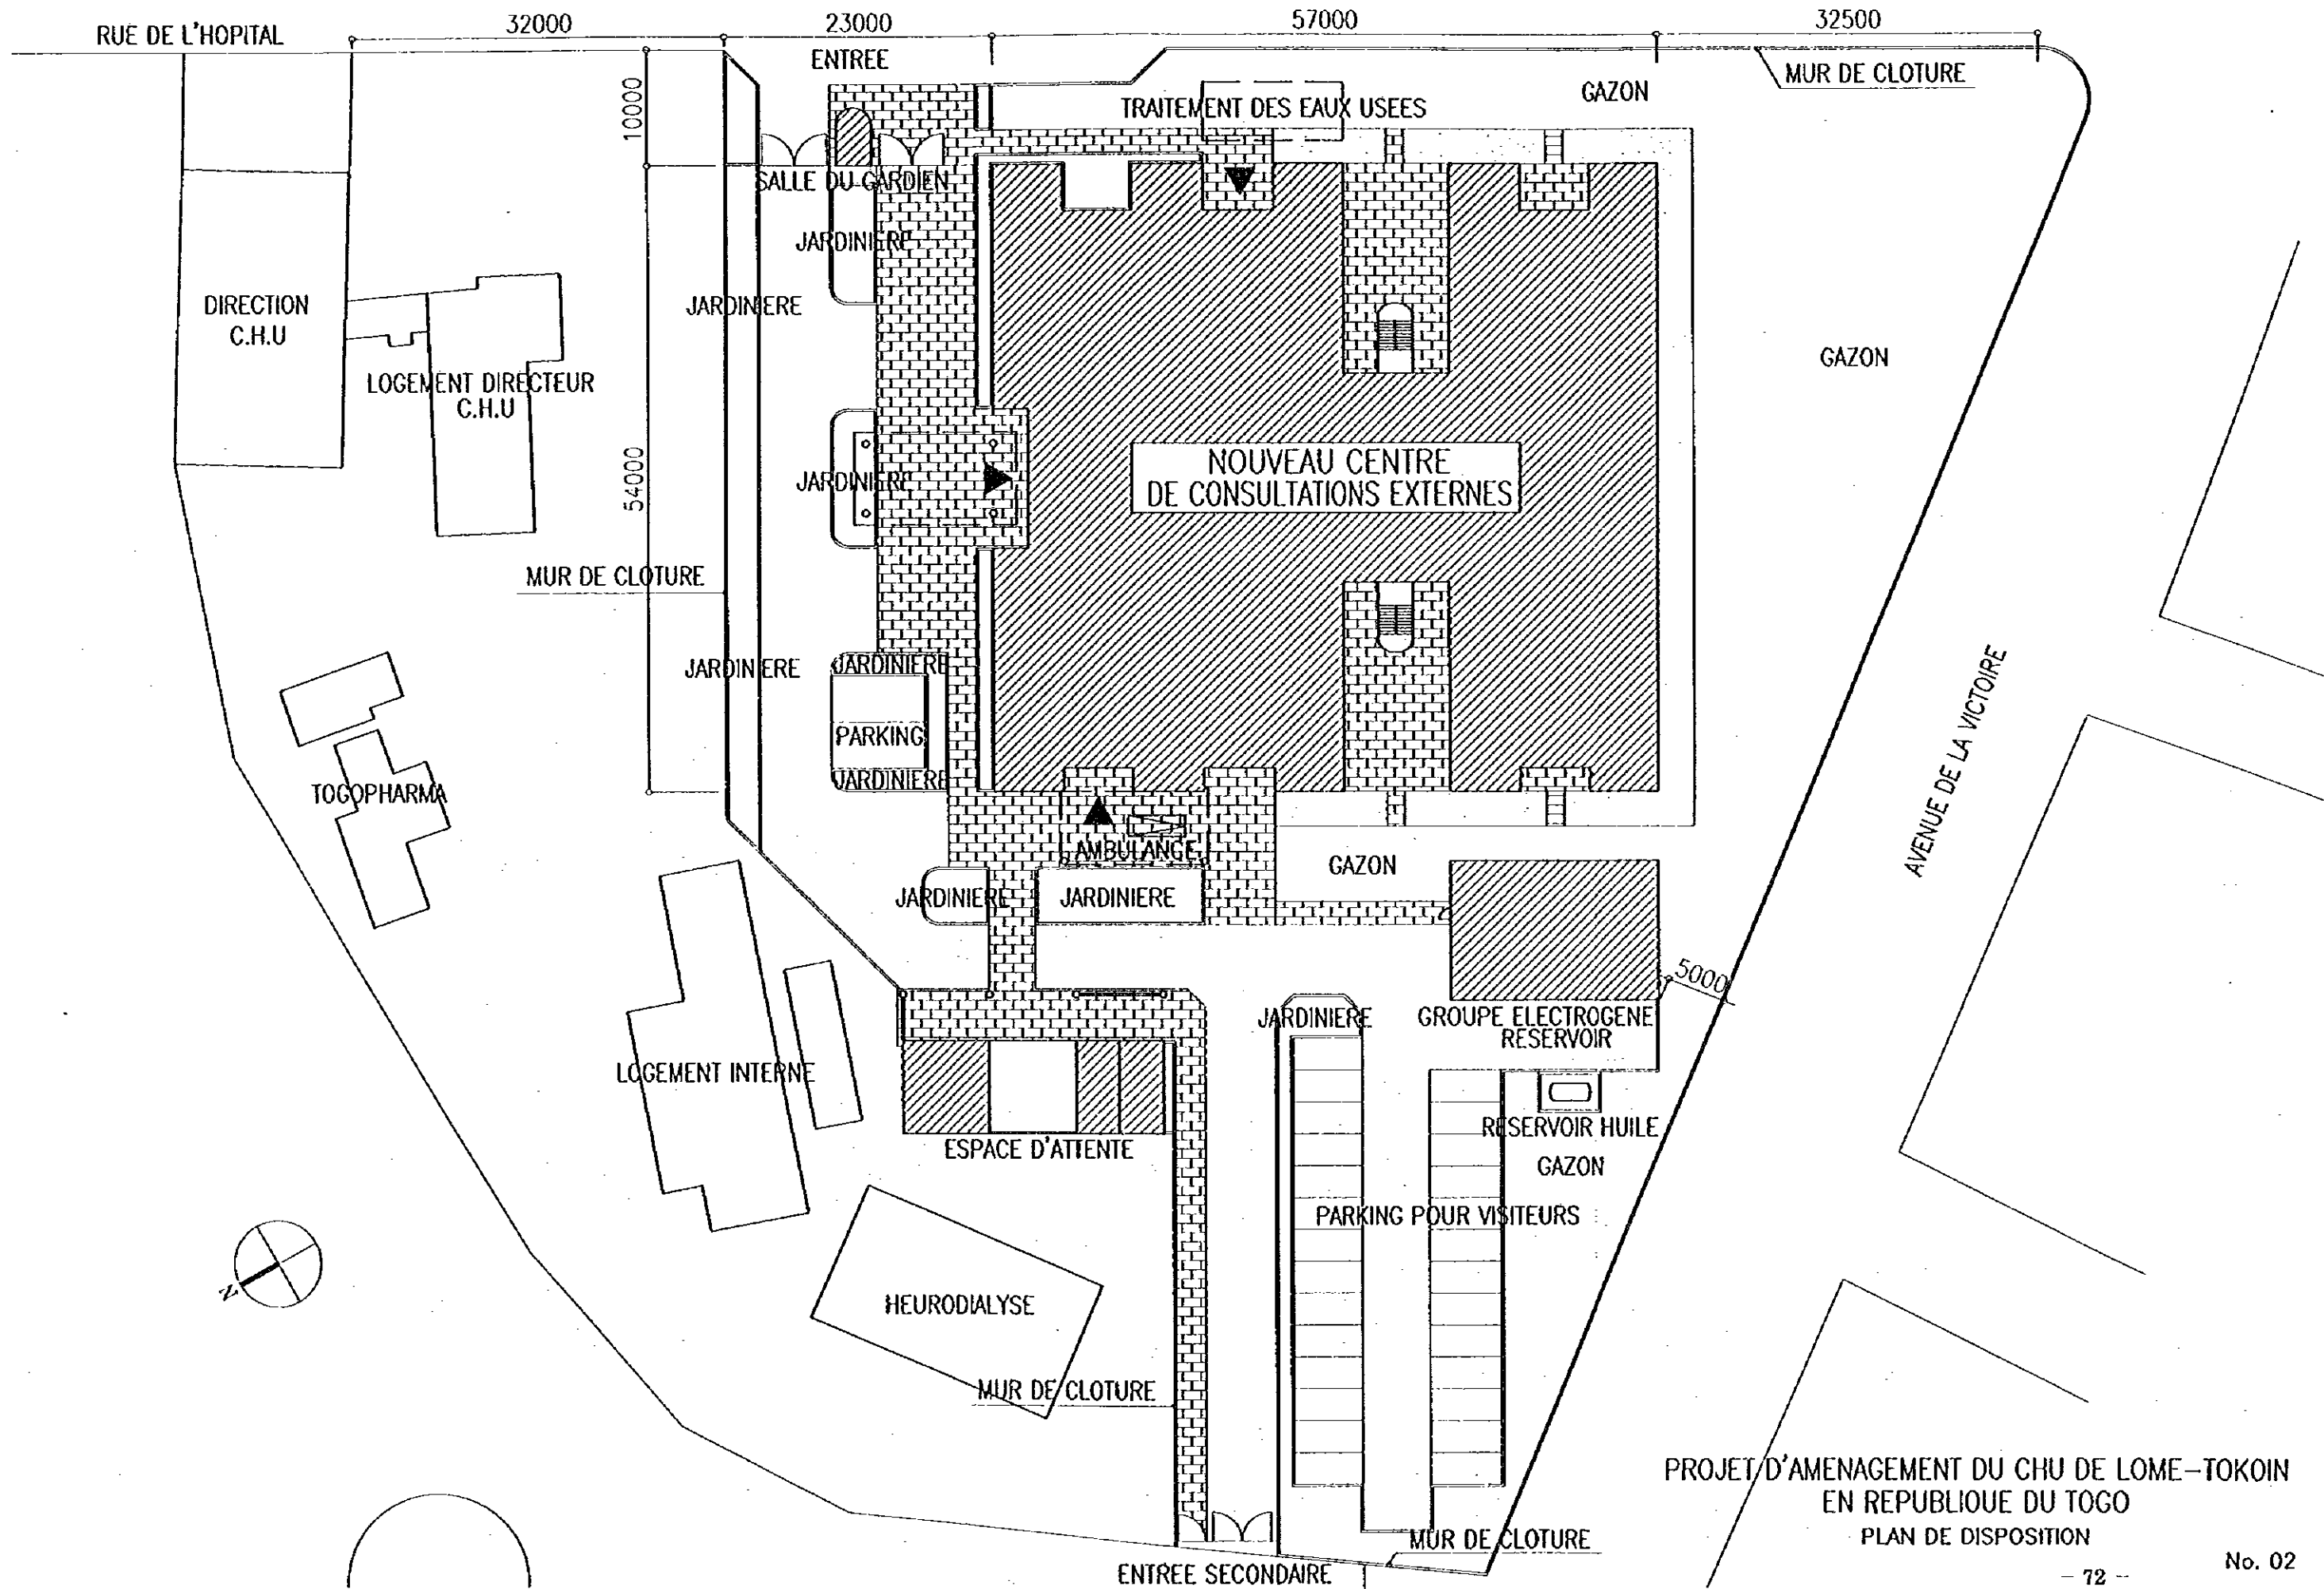 32000
23000
57000
32500
RUE DE L'HOPITAL
ENTREE
MUR DE CLOTURE
GAZON
10000
TRAITEMENT DES EAUX USEES
SALLE DU GARDIEN
JARDINIERE
JARDINIERE
DIRECTION
C.H.U
GAZON
LOGEMENT DIRECTEUR
C.H.U
NOUVEAU CENTRE
DE CONSULTATIONS EXTERNES
JARDINIERE
54000
MUR DE CLOTURE
JARDINIERE
JARDINIERE
PARKING
JARDINIERE
AVENUE DE LA VICTOIRE
TOGOPHARMA
AMBULANCE
GAZON
JARDINIERE
JARDINIERE
5000
JARDINIERE
GROUPE ELECTROGENE
RESERVOIR
LOGEMENT INTERNE
RESERVOIR HUILE
ESPACE D'ATTENTE
GAZON
PARKING POUR VISITEURS
N
HEURODIALYSE
MUR DE CLOTURE
PROJET D'AMENAGEMENT DU CHU DE LOME-TOKOIN
EN REPUBLIQUE DU TOGO
PLAN DE DISPOSITION
MUR DE CLOTURE
ENTREE SECONDAIRE
No. 02
- 72 -